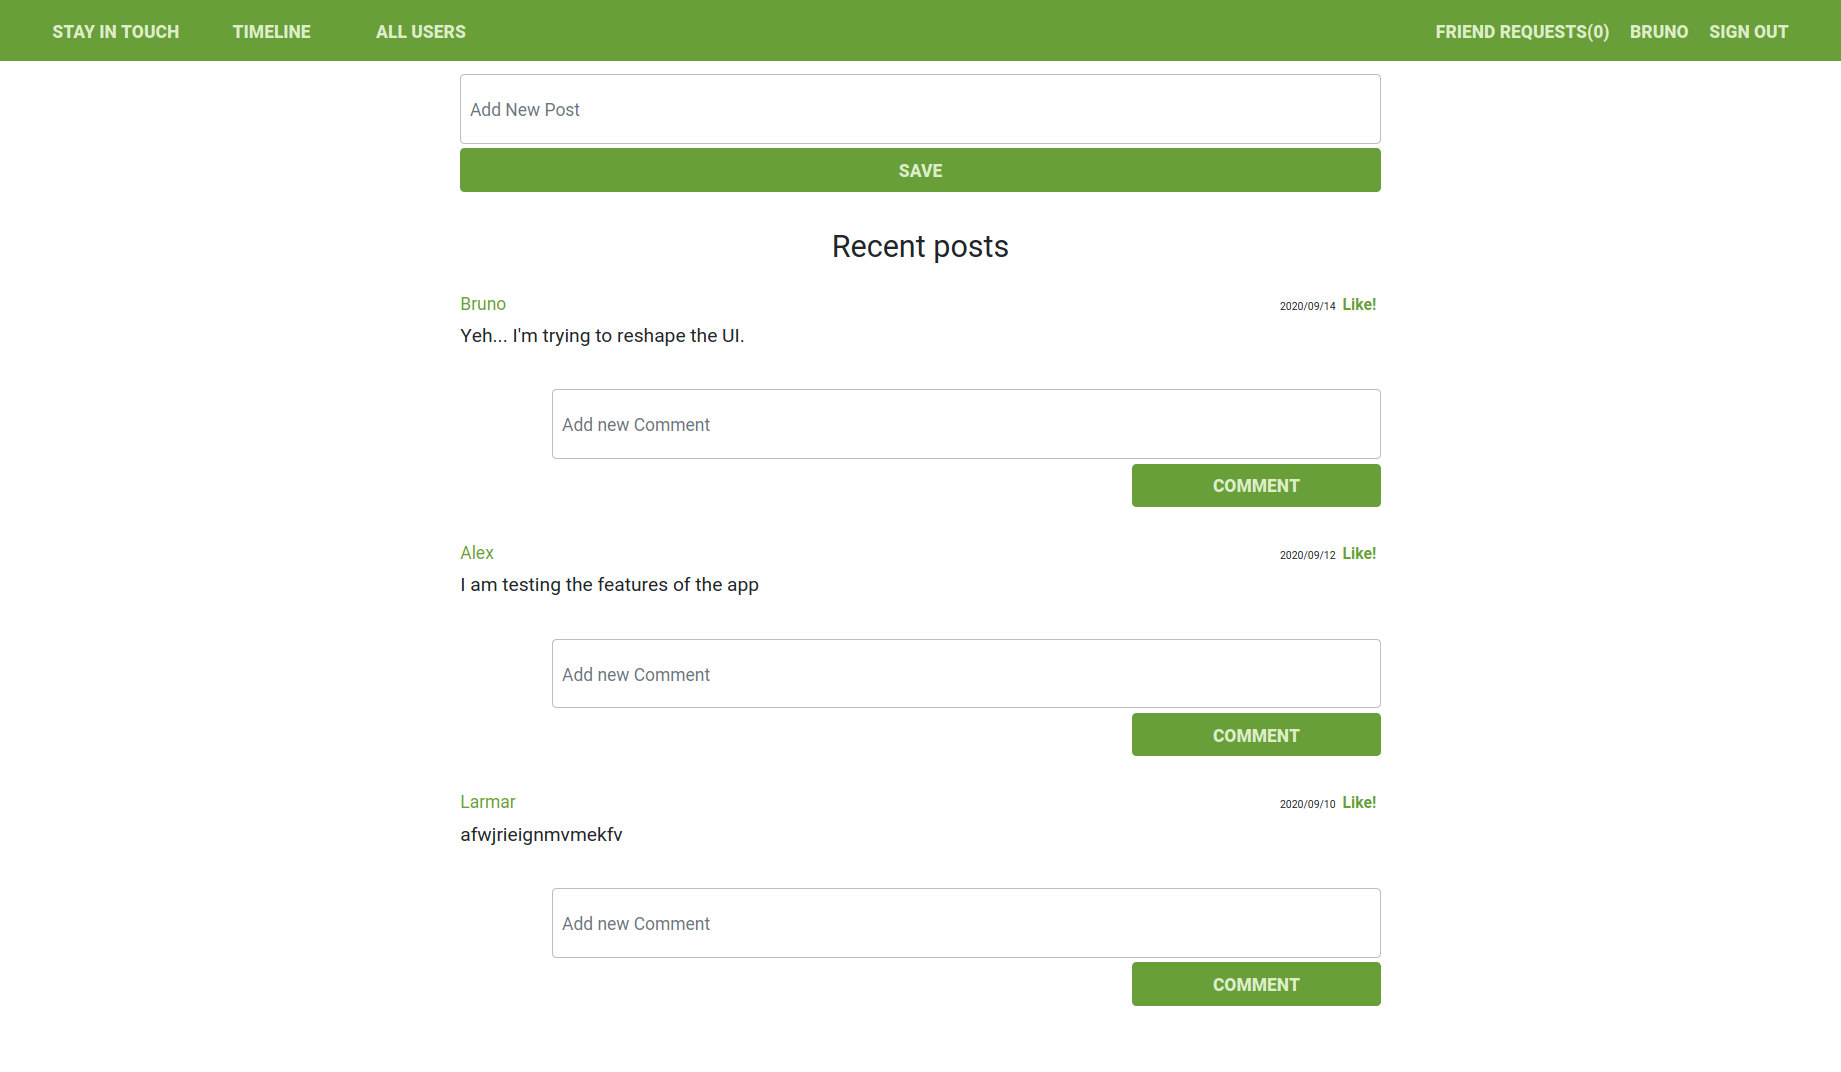 STAY IN TOUCH TIMELINE ALL USERS FRIEND REQUESTS(0) BRUNO SIGN OUT
Add New Post
SAVE
Recent posts
Bruno 2020/09/14 Like!
Yeh... I'm trying to reshape the UI.
Add new Comment
COMMENT
Alex 2020/09/12 Like!
I am testing the features of the app
Add new Comment
COMMENT
Larmar 2020/09/10 Like!
afwjrieignmvmekfv
Add new Comment
COMMENT